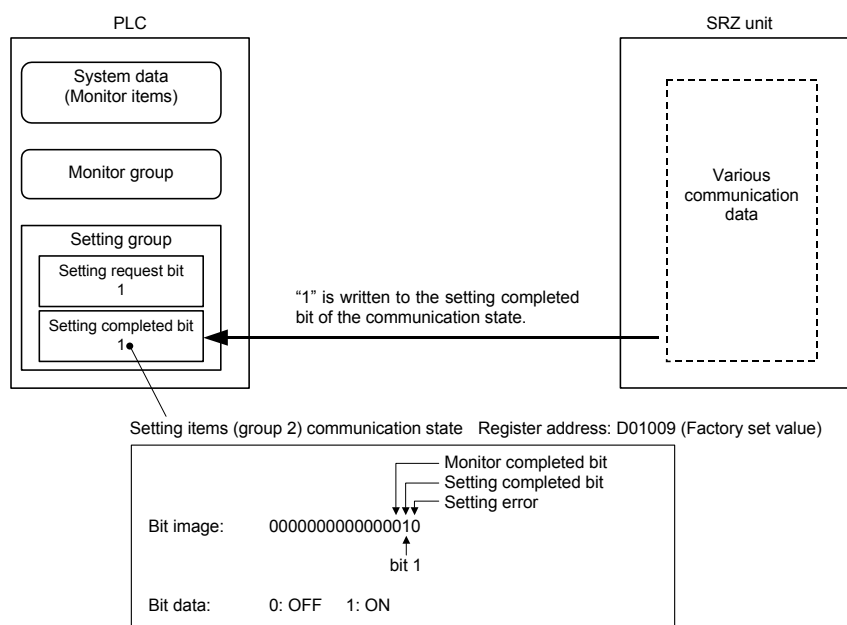 PLC
SRZ unit
System data
(Monitor items)
Monitor group
Setting group
Setting request bit
1
Setting completed bit
1
Various
communication
data
“1” is written to the setting completed
bit of the communication state.
Setting items (group 2) communication state Register address: D01009 (Factory set value)
Monitor completed bit
Setting completed bit
Setting error
Bit image: 0000000000000010
bit 1
Bit data: 0: OFF 1: ON